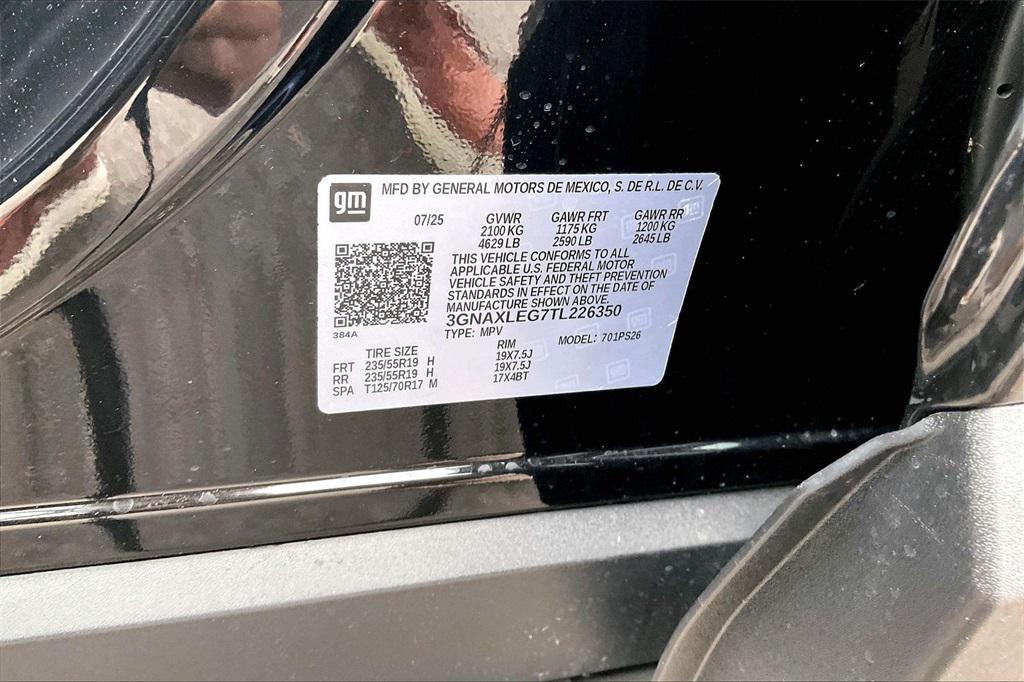 gm MFD BY GENERAL MOTORS DE MEXICO, S. DE R.L. DE C.V.
07/25 GVWR GAWR FRT GAWR RR
2100 KG 1175 KG 1200 KG
4629 LB 2590 LB 2645 LB
THIS VEHICLE CONFORMS TO ALL
APPLICABLE U.S. FEDERAL MOTOR
VEHICLE SAFETY AND THEFT PREVENTION
STANDARDS IN EFFECT ON THE DATE OF
MANUFACTURE SHOWN ABOVE.
3GNAXLEG7TL226350
384A
TYPE: MPV MODEL: 701PS26
TIRE SIZE RIM
FRT 235/55R19 H 19X7.5J
RR 235/55R19 H 19X7.5J
SPA T125/70R17 M 17X4BT